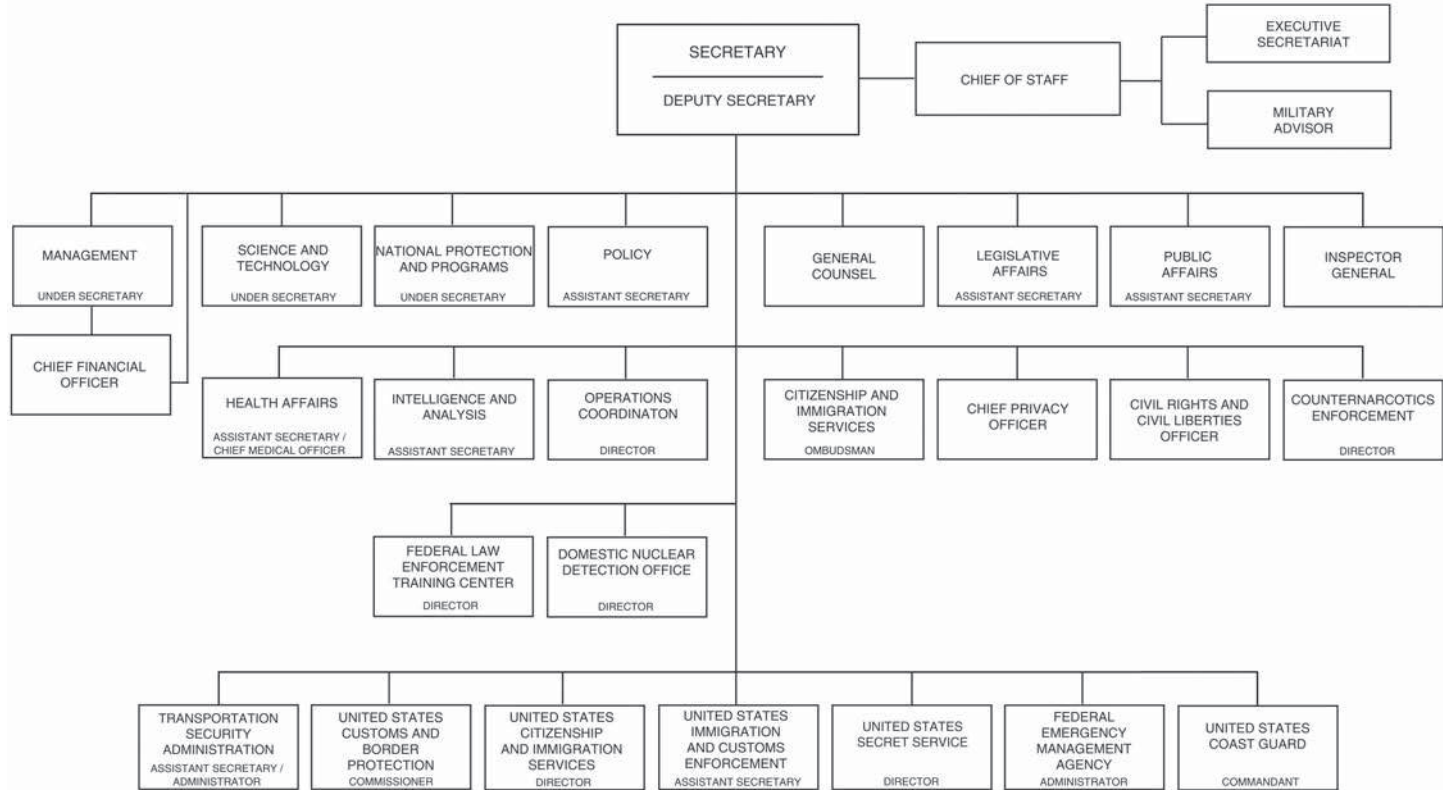 SECRETARY
DEPUTY SECRETARY
CHIEF OF STAFF
EXECUTIVE
SECRETARIAT
MILITARY
ADVISOR
MANAGEMENT
UNDER SECRETARY
SCIENCE AND
TECHNOLOGY
UNDER SECRETARY
NATIONAL PROTECTION
AND PROGRAMS
UNDER SECRETARY
POLICY
ASSISTANT SECRETARY
GENERAL
COUNSEL
LEGISLATIVE
AFFAIRS
ASSISTANT SECRETARY
PUBLIC
AFFAIRS
ASSISTANT SECRETARY
INSPECTOR
GENERAL
CHIEF FINANCIAL
OFFICER
HEALTH AFFAIRS
ASSISTANT SECRETARY /
CHIEF MEDICAL OFFICER
INTELLIGENCE AND
ANALYSIS
ASSISTANT SECRETARY
OPERATIONS
COORDINATON
DIRECTOR
CITIZENSHIP AND
IMMIGRATION
SERVICES
OMBUDSMAN
CHIEF PRIVACY
OFFICER
CIVIL RIGHTS AND
CIVIL LIBERTIES
OFFICER
COUNTERNARCOTICS
ENFORCEMENT
DIRECTOR
FEDERAL LAW
ENFORCEMENT
TRAINING CENTER
DIRECTOR
DOMESTIC NUCLEAR
DETECTION OFFICE
DIRECTOR
TRANSPORTATION
SECURITY
ADMINISTRATION
ASSISTANT SECRETARY /
ADMINISTRATOR
UNITED STATES
CUSTOMS AND
BORDER
PROTECTION
COMMISSIONER
UNITED STATES
CITIZENSHIP
AND IMMIGRATION
SERVICES
DIRECTOR
UNITED STATES
IMMIGRATION
AND CUSTOMS
ENFORCEMENT
ASSISTANT SECRETARY
UNITED STATES
SECRET SERVICE
DIRECTOR
FEDERAL
EMERGENCY
MANAGEMENT
AGENCY
ADMINISTRATOR
UNITED STATES
COAST GUARD
COMMANDANT